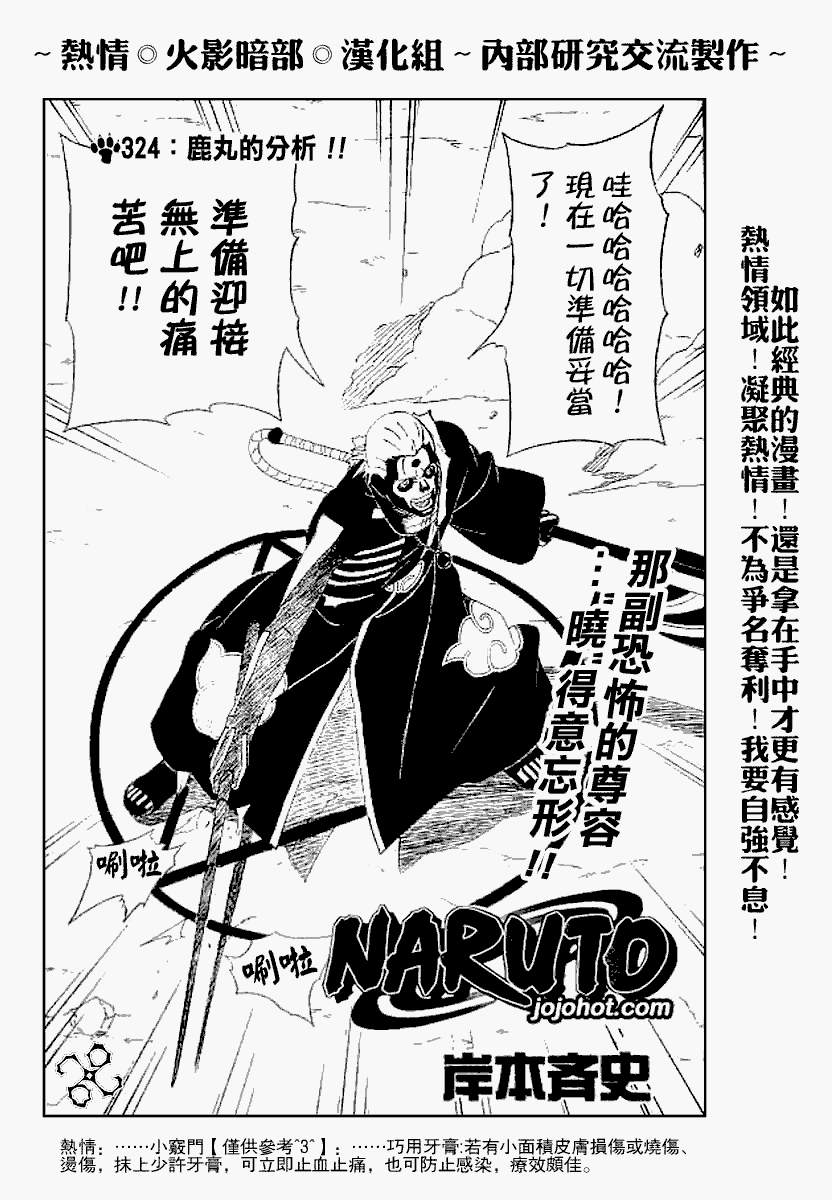 ~熱情◎火影暗部◎漢化組~內部研究交流製作~
324：鹿丸的分析!!
哇哈哈哈哈哈哈！
現在一切準備妥當
了！
準備迎接
無上的痛
苦吧!!
如此經典的漫畫！還是拿在手中才更有感覺！
熱情領域！凝聚熱情！不為爭名奪利！我要自強不息！
那副恐怖的尊容
……曉……得意忘形!!
唰啦
唰啦
NARUTO
jojohot.com
岸本斉史
熱情：……小竅門【僅供參考^3^】：……巧用牙膏:若有小面積皮膚損傷或燒傷、
燙傷，抹上少許牙膏，可立即止血止痛，也可防止感染，療效頗佳。